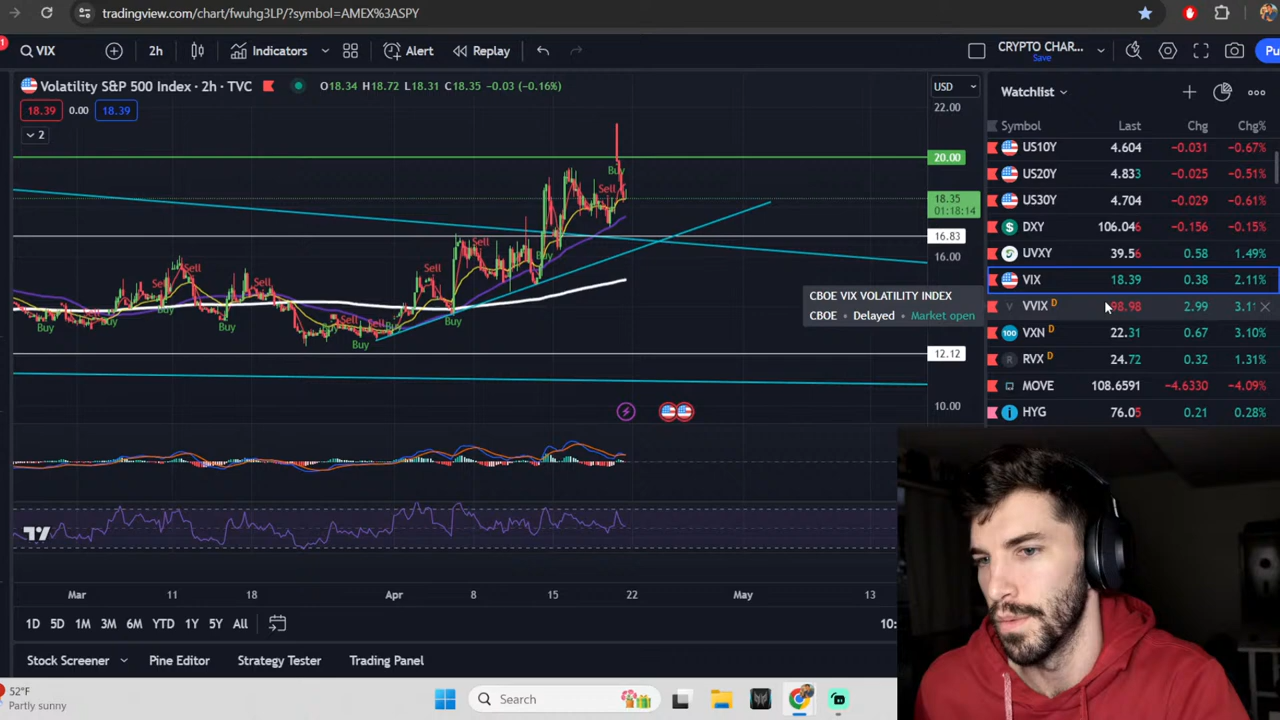 tradingview.com/chart/fwuhg3LP/?symbol=AMEX%3ASPY
VIX
2h
Indicators
Alert
Replay
CRYPTO CHAR...
Save
Pu
Volatility S&P 500 Index · 2h · TVC
O18.34 H18.72 L18.31 C18.35 −0.03 (−0.16%)
18.39 0.00 18.39
2
USD
22.00
20.00
18.35
01:18:14
16.83
16.00
12.12
10.00
Buy
Sell
Sell
Sell
Buy
Buy
Sell
Sell
Buy
Sell
Buy
Buy
Sell
Buy
CBOE VIX VOLATILITY INDEX
CBOE • Delayed • Market open
Watchlist
Symbol Last Chg Chg%
US10Y 4.604 −0.031 −0.67%
US20Y 4.833 −0.025 −0.51%
US30Y 4.704 −0.029 −0.61%
DXY 106.046 −0.156 −0.15%
UVXY 39.56 0.58 1.49%
VIX 18.39 0.38 2.11%
VVIX D 98.98 2.99 3.1
VXN D 22.31 0.67 3.10%
RVX D 24.72 0.32 1.31%
MOVE 108.6591 −4.6330 −4.09%
HYG 76.05 0.21 0.28%
Mar 11 18 Apr 8 15 22 May 13
1D 5D 1M 3M 6M YTD 1Y 5Y All
10:
Stock Screener
Pine Editor
Strategy Tester
Trading Panel
52°F
Partly sunny
Search